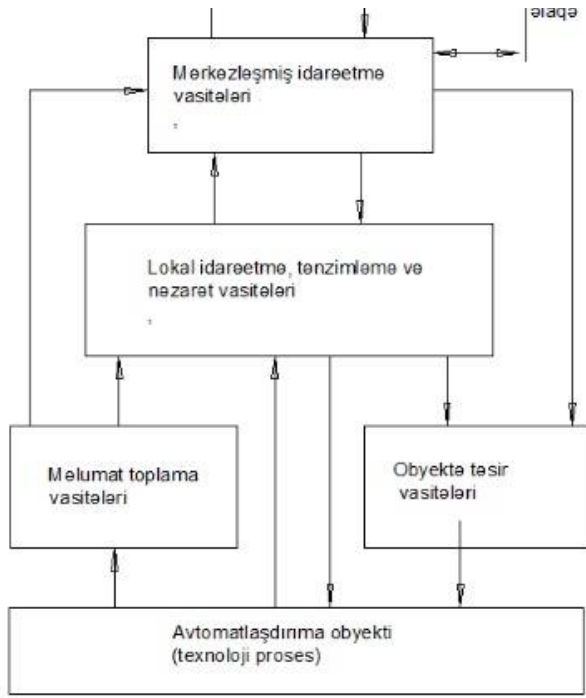 əlaqə
Mərkəzləşmiş idarəetmə
vasitələri
,
Lokal idarəetmə, tənzimləmə və
nəzarət vasitələri
,
Məlumat toplama
vasitələri
Obyektə təsir
vasitələri
Avtomatlaşdırıma obyekti
(texnoloji proses)